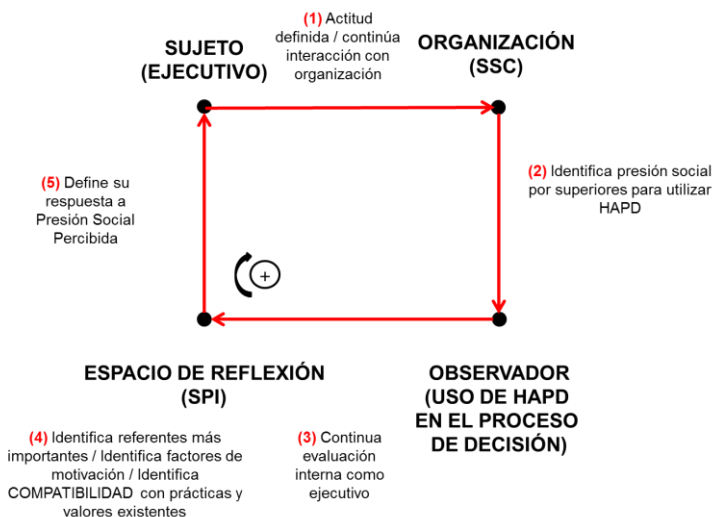 (1) Actitud
definida / continúa
interacción con
organización
SUJETO
(EJECUTIVO)
ORGANIZACIÓN
(SSC)
(2) Identifica presión social
por superiores para utilizar
HAPD
(5) Define su
respuesta a
Presión Social
Percibida
+
ESPACIO DE REFLEXIÓN
(SPI)
OBSERVADOR
(USO DE HAPD
EN EL PROCESO
DE DECISIÓN)
(4) Identifica referentes más
importantes / Identifica factores de
motivación / Identifica
COMPATIBILIDAD con prácticas y
valores existentes
(3) Continua
evaluación
interna como
ejecutivo